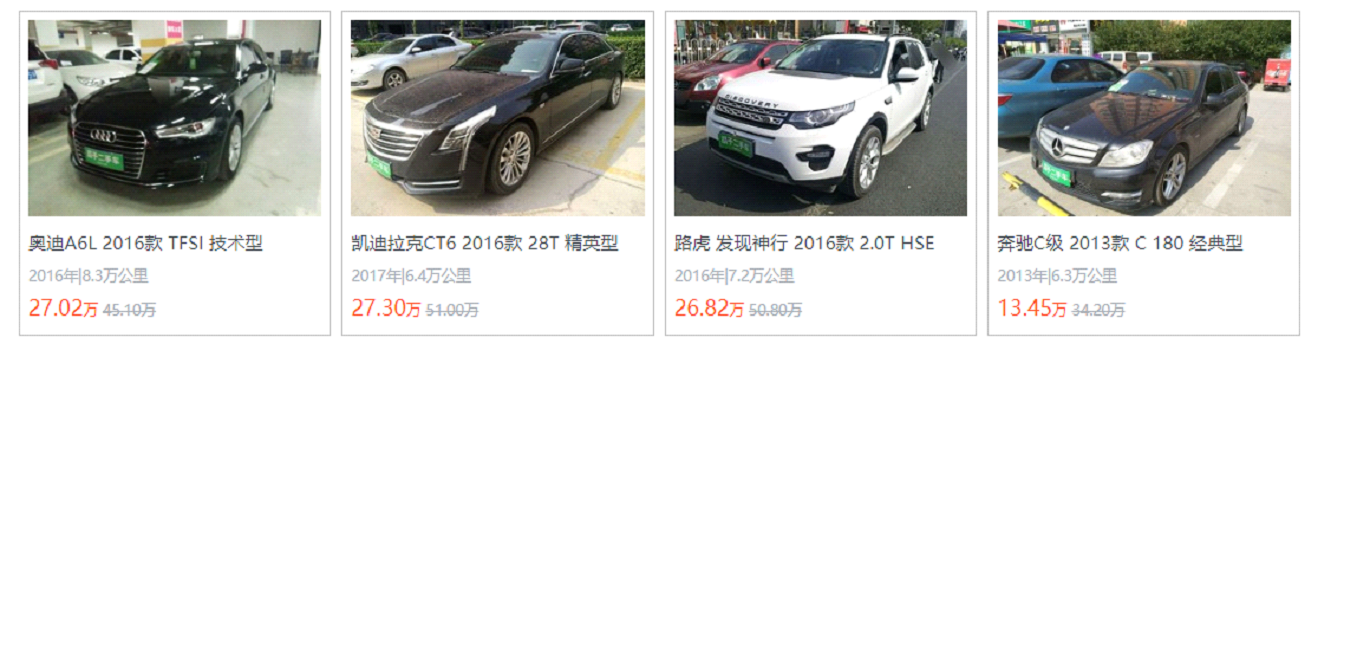 奥迪A6L 2016款 TFSI 技术型
2016年|8.3万公里
27.02万 45.10万
凯迪拉克CT6 2016款 28T 精英型
2017年|6.4万公里
27.30万 51.00万
DISCOVERY
路虎 发现神行 2016款 2.0T HSE
2016年|7.2万公里
26.82万 50.80万
奔驰C级 2013款 C 180 经典型
2013年|6.3万公里
13.45万 34.20万